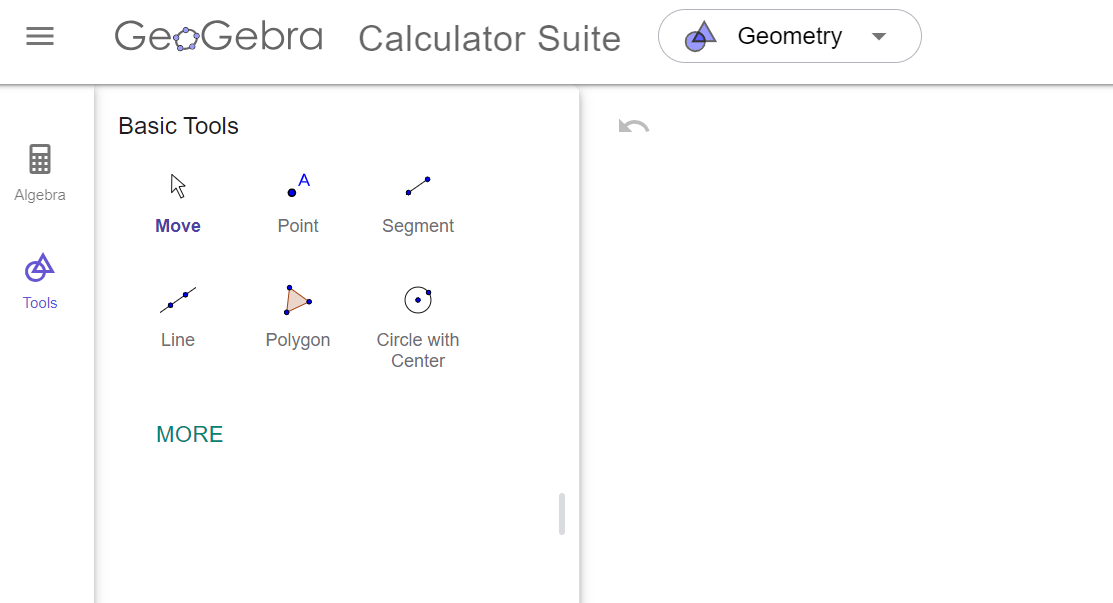 GeoGebra Calculator Suite Geometry
Basic Tools
A
Algebra
Move Point Segment
Tools
Line Polygon Circle with
Center
MORE